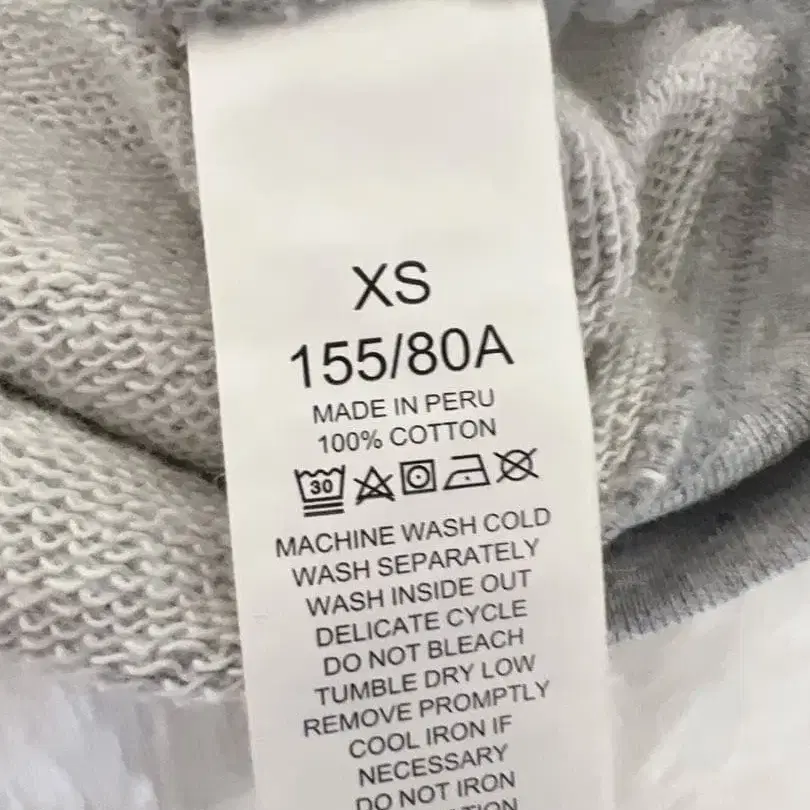 XS
155/80A
MADE IN PERU
100% COTTON
30
MACHINE WASH COLD
WASH SEPARATELY
WASH INSIDE OUT
DELICATE CYCLE
DO NOT BLEACH
TUMBLE DRY LOW
REMOVE PROMPTLY
COOL IRON IF
NECESSARY
DO NOT IRON